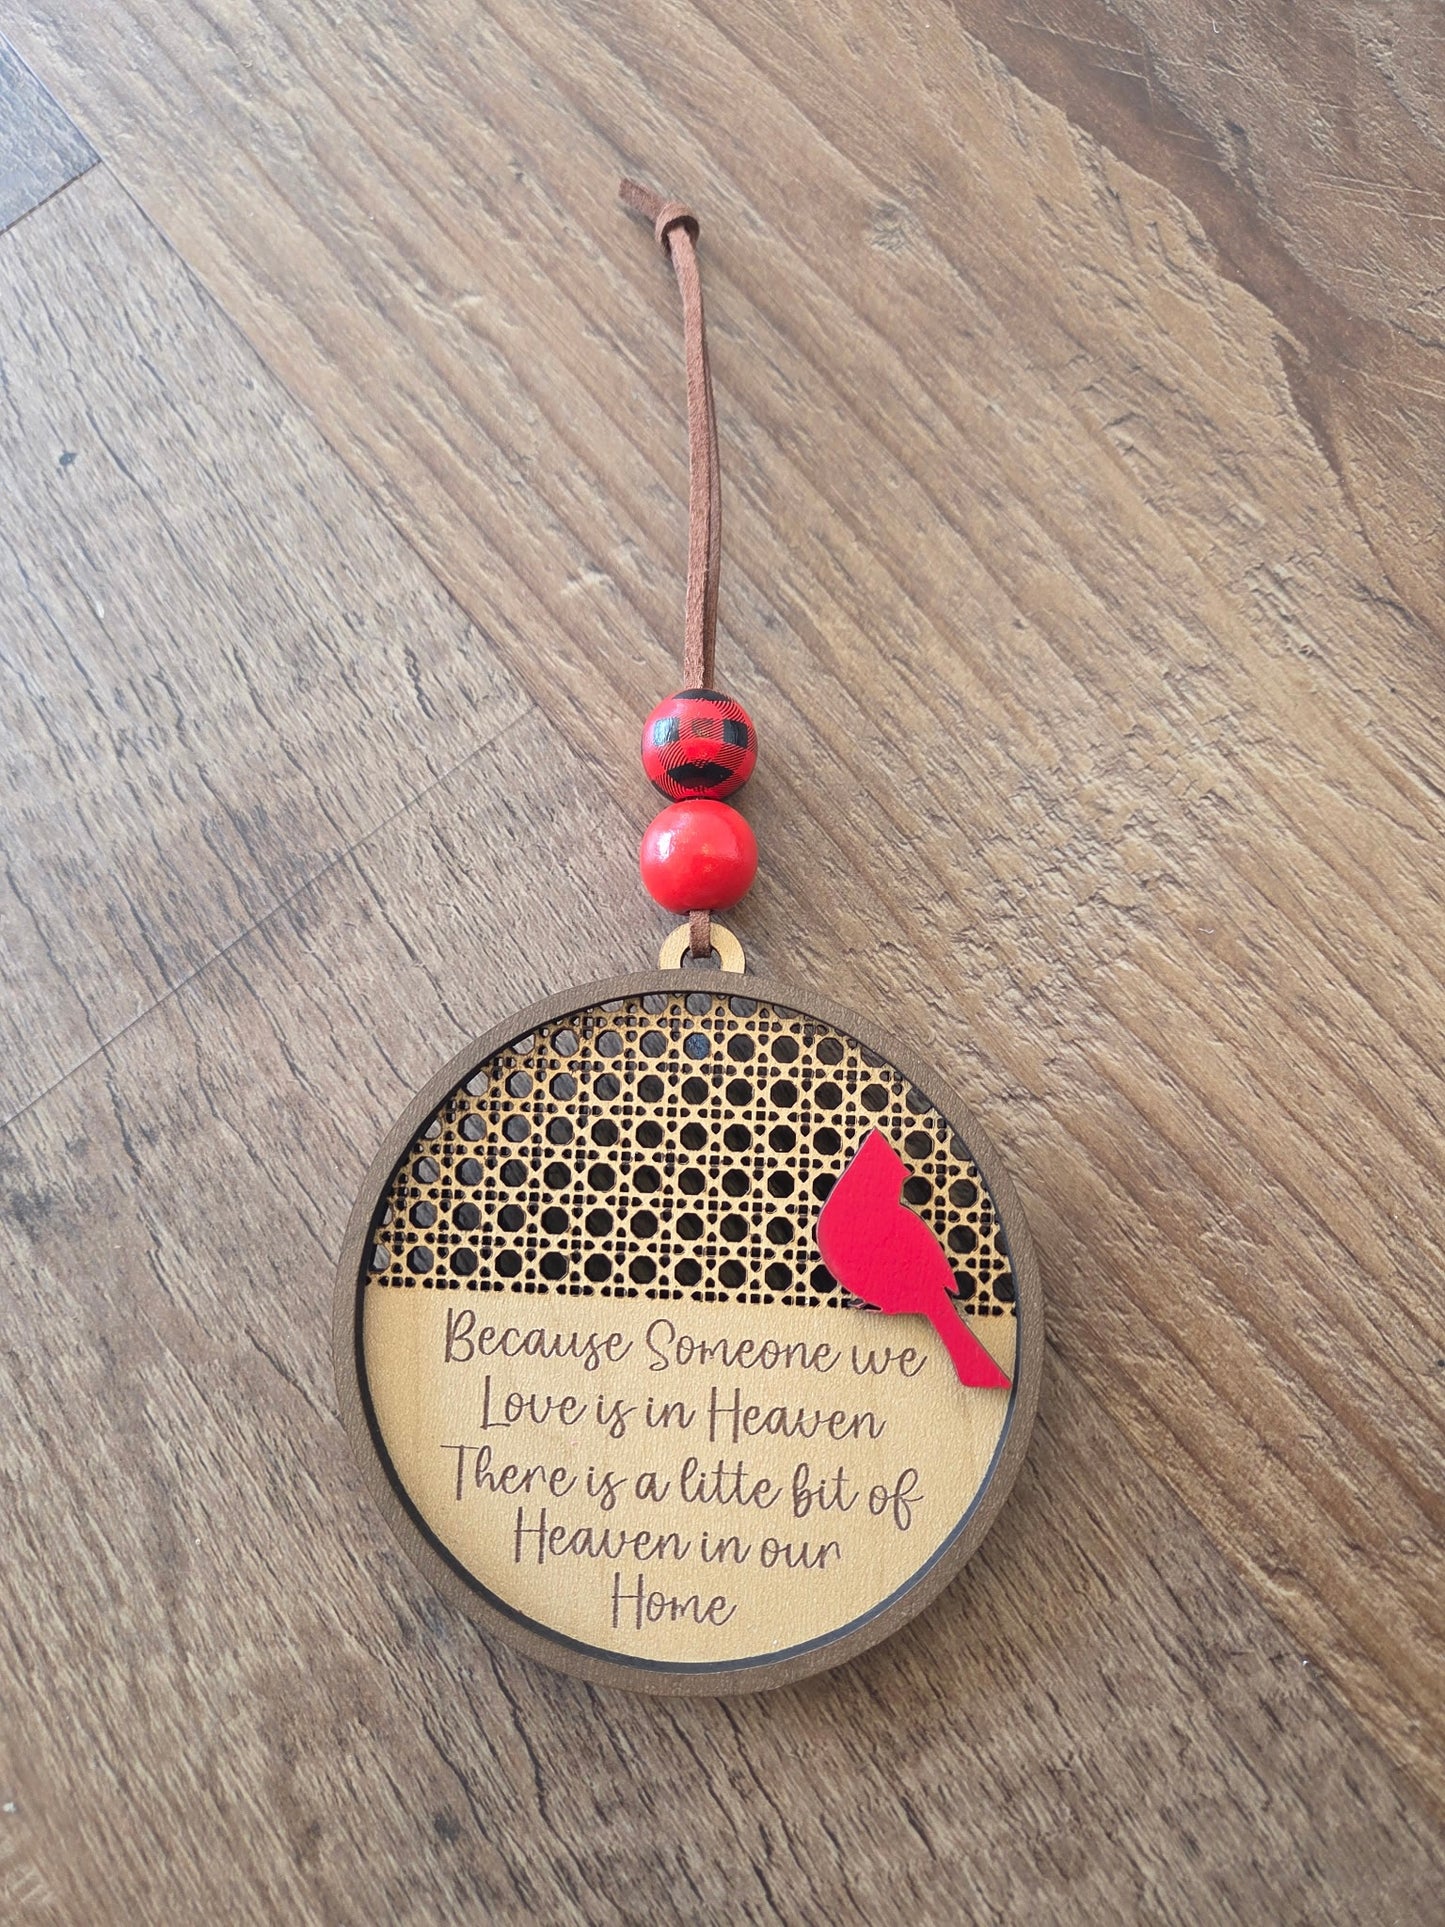 Because Someone we
Love is in Heaven
There is a litte bit of
Heaven in our
Home